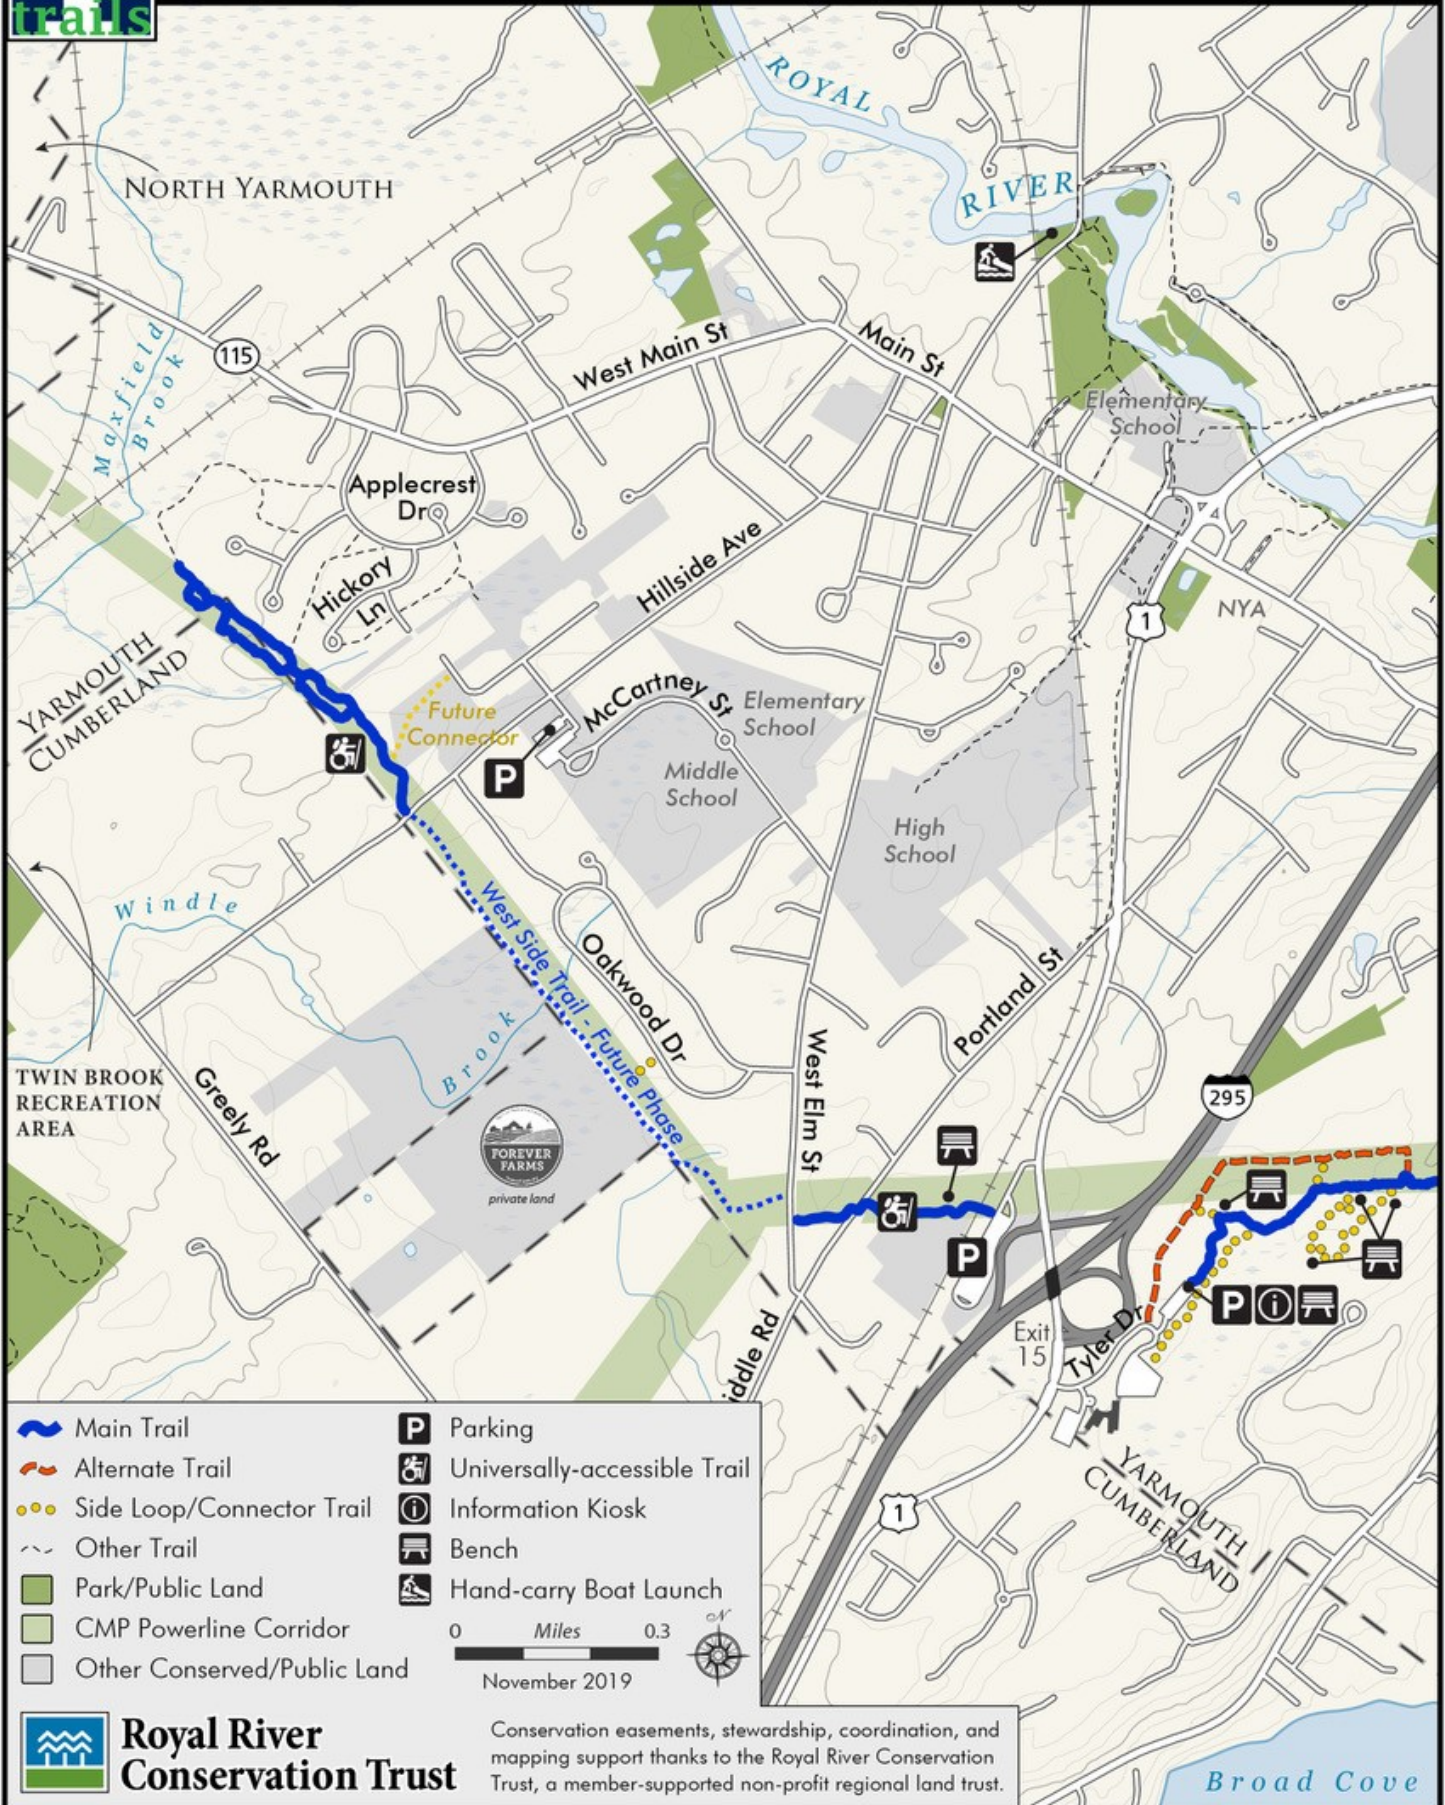 trails
ROYAL
RIVER
NORTH YARMOUTH
115
Maxfield
Brook
West Main St
Main St
Elementary
School
Applecrest
Dr
Hickory
Ln
Hillside Ave
1
NYA
YARMOUTH
CUMBERLAND
Future
Connector
McCartney St
Elementary
School
P
Middle
School
High
School
Windle
West Side Trail - Future Phase
Oakwood Dr
Portland St
Brook
TWIN BROOK
RECREATION
AREA
Greely Rd
West Elm St
295
FOREVER
FARMS
private land
P
P
Exit
15
Tyler Dr
iddle Rd
YARMOUTH
CUMBERLAND
1
Main Trail
Alternate Trail
Side Loop/Connector Trail
Other Trail
Park/Public Land
CMP Powerline Corridor
Other Conserved/Public Land
P Parking
Universally-accessible Trail
i Information Kiosk
Bench
Hand-carry Boat Launch
0 Miles 0.3
N
November 2019
Royal River
Conservation Trust
Conservation easements, stewardship, coordination, and
mapping support thanks to the Royal River Conservation
Trust, a member-supported non-profit regional land trust.
Broad Cove